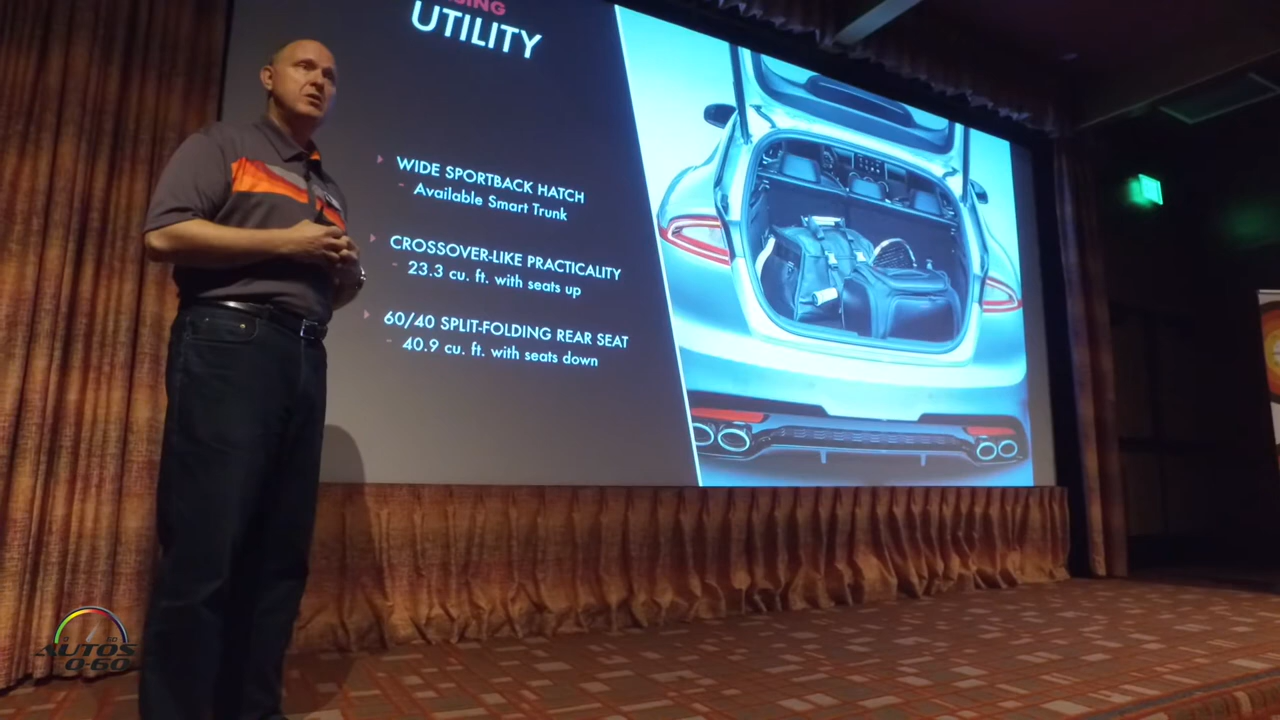 UTILITY
WIDE SPORTBACK HATCH
- Available Smart Trunk
CROSSOVER-LIKE PRACTICALITY
- 23.3 cu. ft. with seats up
60/40 SPLIT-FOLDING REAR SEAT
- 40.9 cu. ft. with seats down
AUTOS
0-60